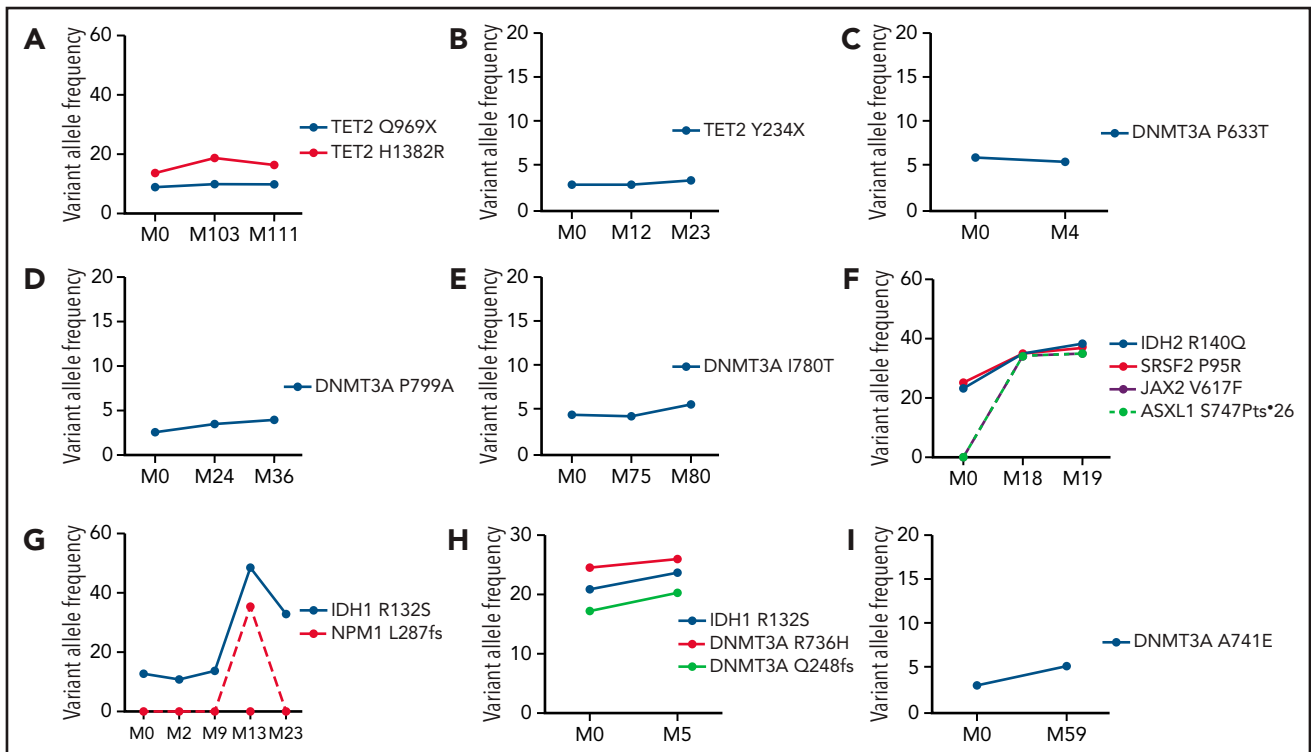 A
Variant allele frequency
60
40
20
0
M0 M103 M111
TET2 Q969X
TET2 H1382R
B
Variant allele frequency
20
15
10
5
0
M0 M12 M23
TET2 Y234X
C
Variant allele frequency
20
15
10
5
0
M0 M4
DNMT3A P633T
D
Variant allele frequency
20
15
10
5
0
M0 M24 M36
DNMT3A P799A
E
Variant allele frequency
20
15
10
5
0
M0 M75 M80
DNMT3A I780T
F
Variant allele frequency
60
40
20
0
M0 M18 M19
IDH2 R140Q
SRSF2 P95R
JAX2 V617F
ASXL1 S747Pts•26
G
Variant allele frequency
60
40
20
0
M0 M2 M9 M13 M23
IDH1 R132S
NPM1 L287fs
H
Variant allele frequency
30
20
10
0
M0 M5
IDH1 R132S
DNMT3A R736H
DNMT3A Q248fs
I
Variant allele frequency
20
15
10
5
0
M0 M59
DNMT3A A741E